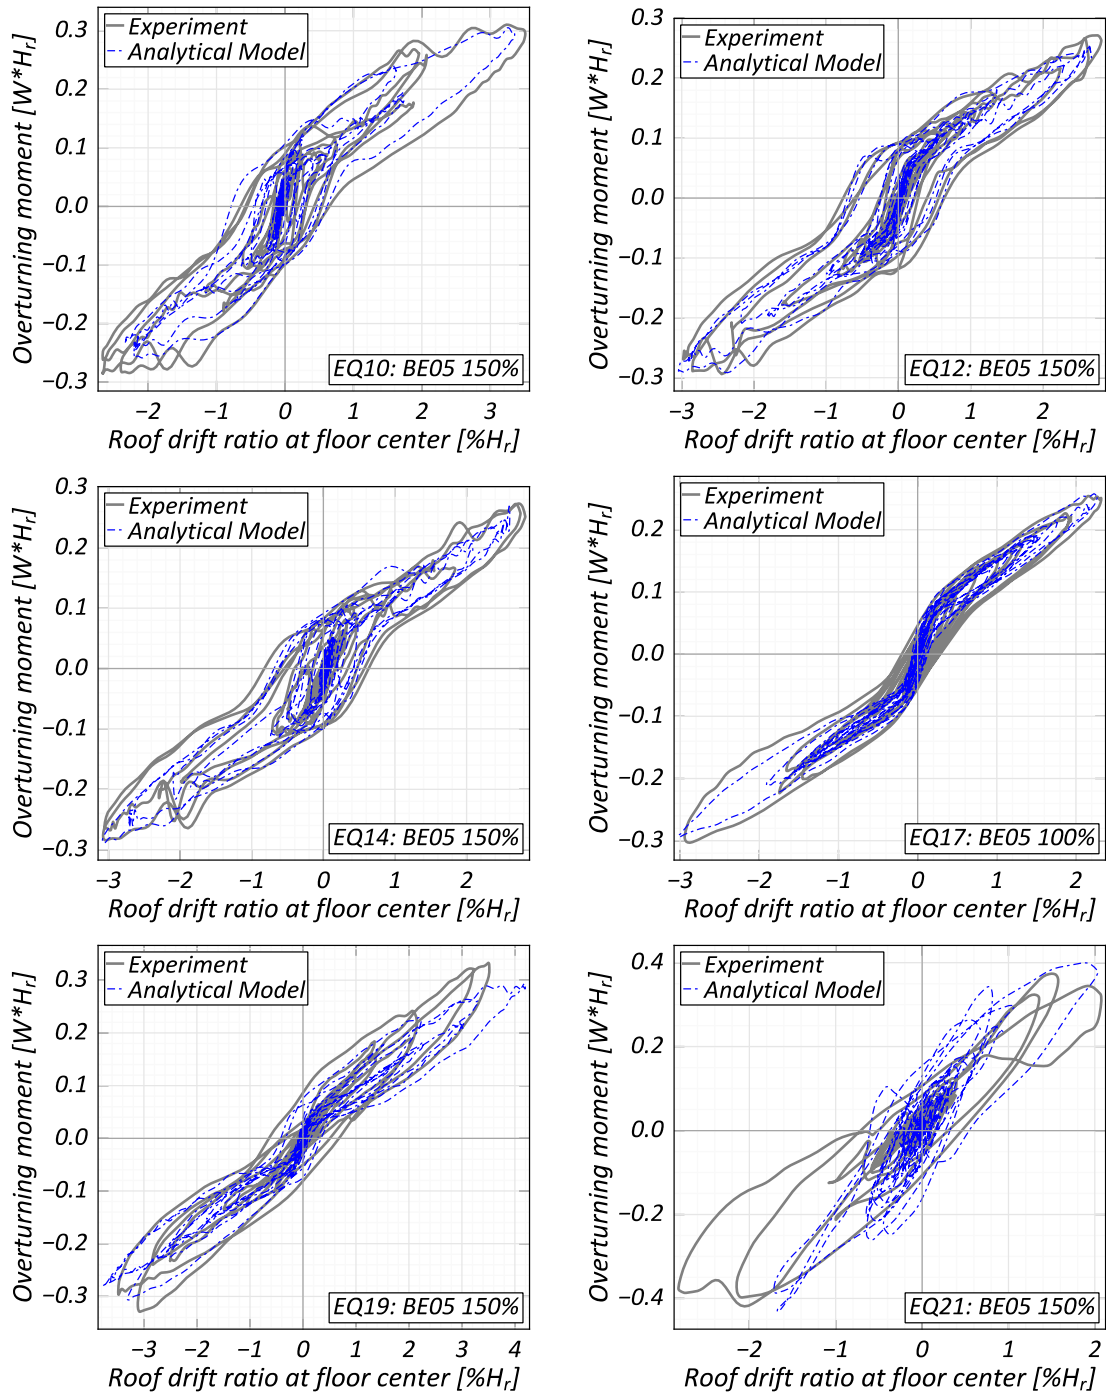 Overturning moment [W*Hr]
0.3
0.2
0.1
0.0
−0.1
−0.2
−0.3
Experiment
Analytical Model
EQ10: BE05 150%
−2 −1 0 1 2 3
Roof drift ratio at floor center [%Hr]
Overturning moment [W*Hr]
0.3
0.2
0.1
0.0
−0.1
−0.2
−0.3
Experiment
Analytical Model
EQ12: BE05 150%
−3 −2 −1 0 1 2
Roof drift ratio at floor center [%Hr]
Overturning moment [W*Hr]
0.3
0.2
0.1
0.0
−0.1
−0.2
−0.3
Experiment
Analytical Model
EQ14: BE05 150%
−3 −2 −1 0 1 2
Roof drift ratio at floor center [%Hr]
Overturning moment [W*Hr]
0.2
0.1
0.0
−0.1
−0.2
−0.3
Experiment
Analytical Model
EQ17: BE05 100%
−3 −2 −1 0 1 2
Roof drift ratio at floor center [%Hr]
Overturning moment [W*Hr]
0.3
0.2
0.1
0.0
−0.1
−0.2
−0.3
Experiment
Analytical Model
EQ19: BE05 150%
−3 −2 −1 0 1 2 3 4
Roof drift ratio at floor center [%Hr]
Overturning moment [W*Hr]
0.4
0.2
0.0
−0.2
−0.4
Experiment
Analytical Model
EQ21: BE05 150%
−2 −1 0 1 2
Roof drift ratio at floor center [%Hr]